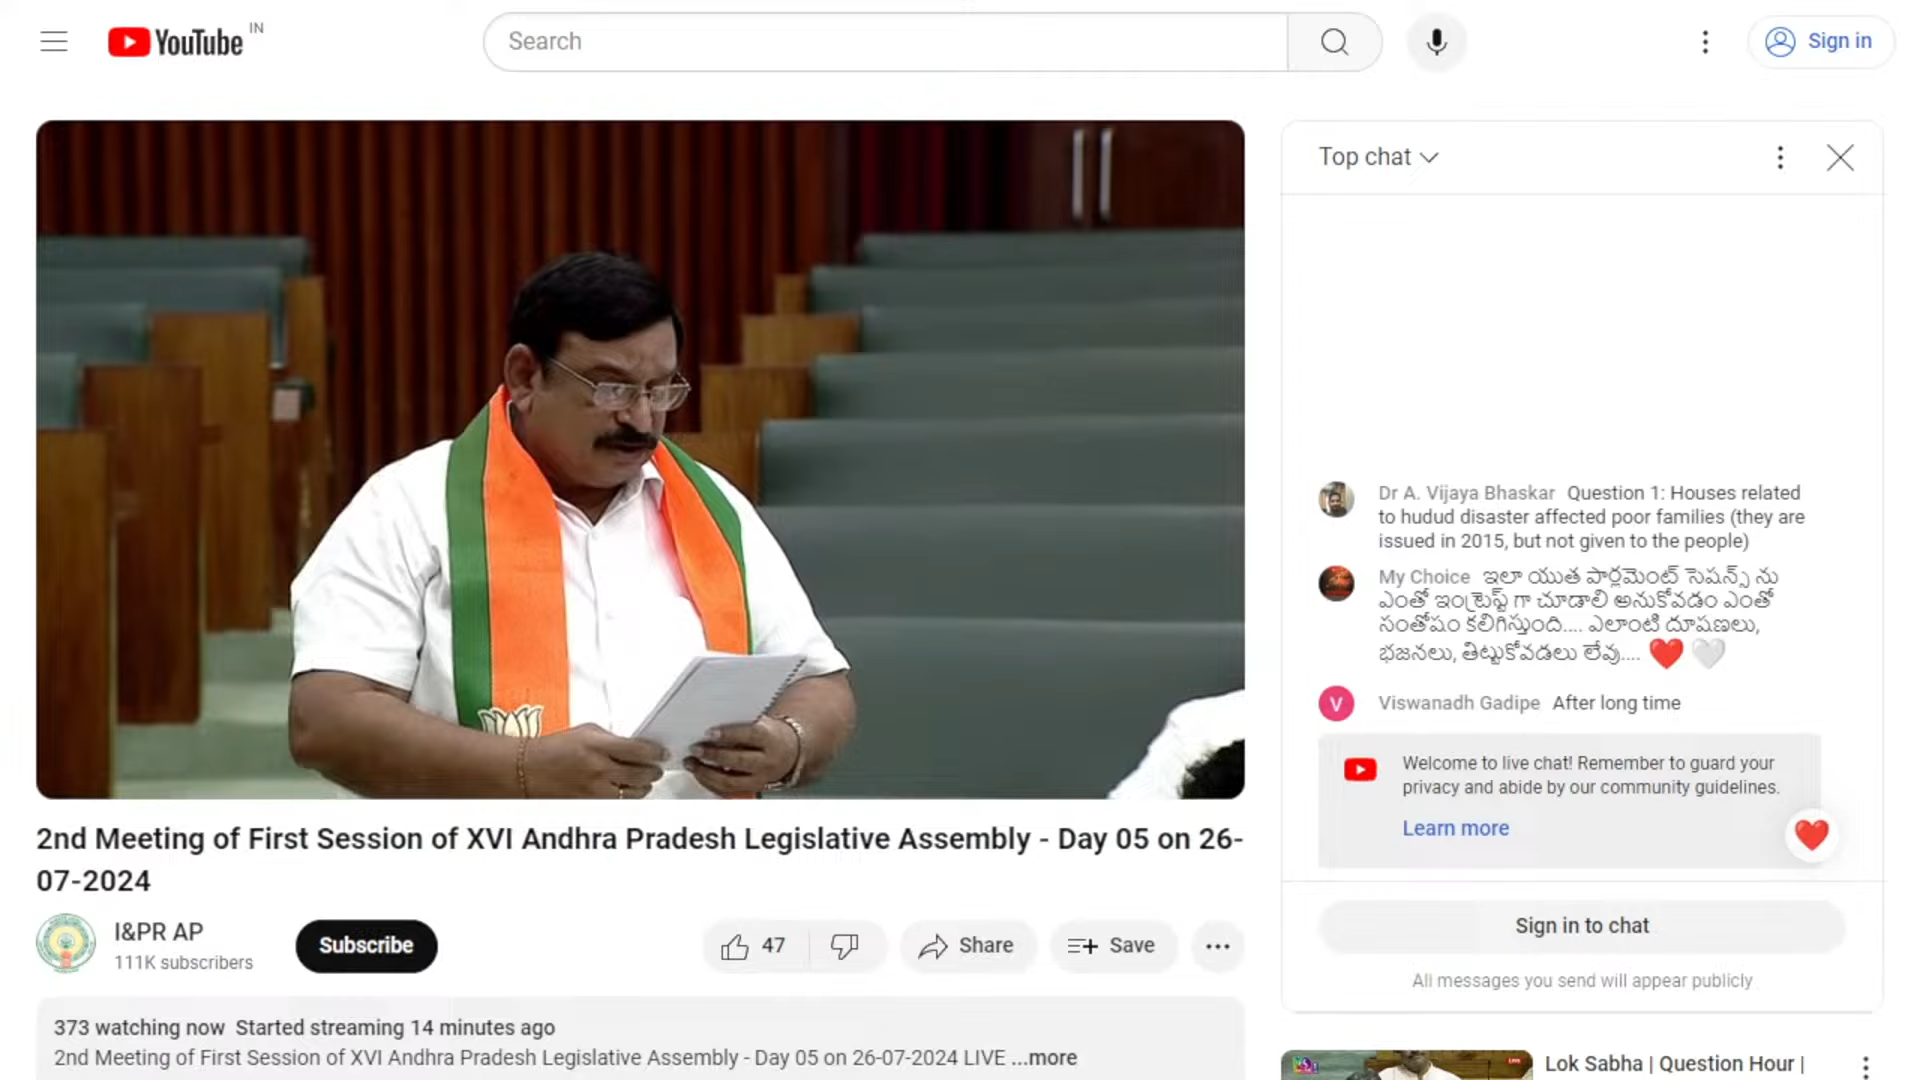 YouTube IN
Search
Sign in
Top chat
Dr A. Vijaya Bhaskar Question 1: Houses related
to hudud disaster affected poor families (they are
issued in 2015, but not given to the people)
My Choice ఇలా యుత పార్లమెంట్ సెషన్స్ ను
ఎంతో ఇంట్రెస్ట్ గా చూడాలి అనుకోవడం ఎంతో
సంతోషం కలిగిస్తుంది.... ఎలాంటి దూషణలు,
భజనలు, తిట్టుకోవడలు లేవు....
V Viswanadh Gadipe After long time
Welcome to live chat! Remember to guard your
privacy and abide by our community guidelines.
Learn more
Sign in to chat
All messages you send will appear publicly
2nd Meeting of First Session of XVI Andhra Pradesh Legislative Assembly - Day 05 on 26-
07-2024
I&PR AP
111K subscribers
Subscribe
47
Share
Save
373 watching now Started streaming 14 minutes ago
2nd Meeting of First Session of XVI Andhra Pradesh Legislative Assembly - Day 05 on 26-07-2024 LIVE ...more
Lok Sabha | Question Hour |